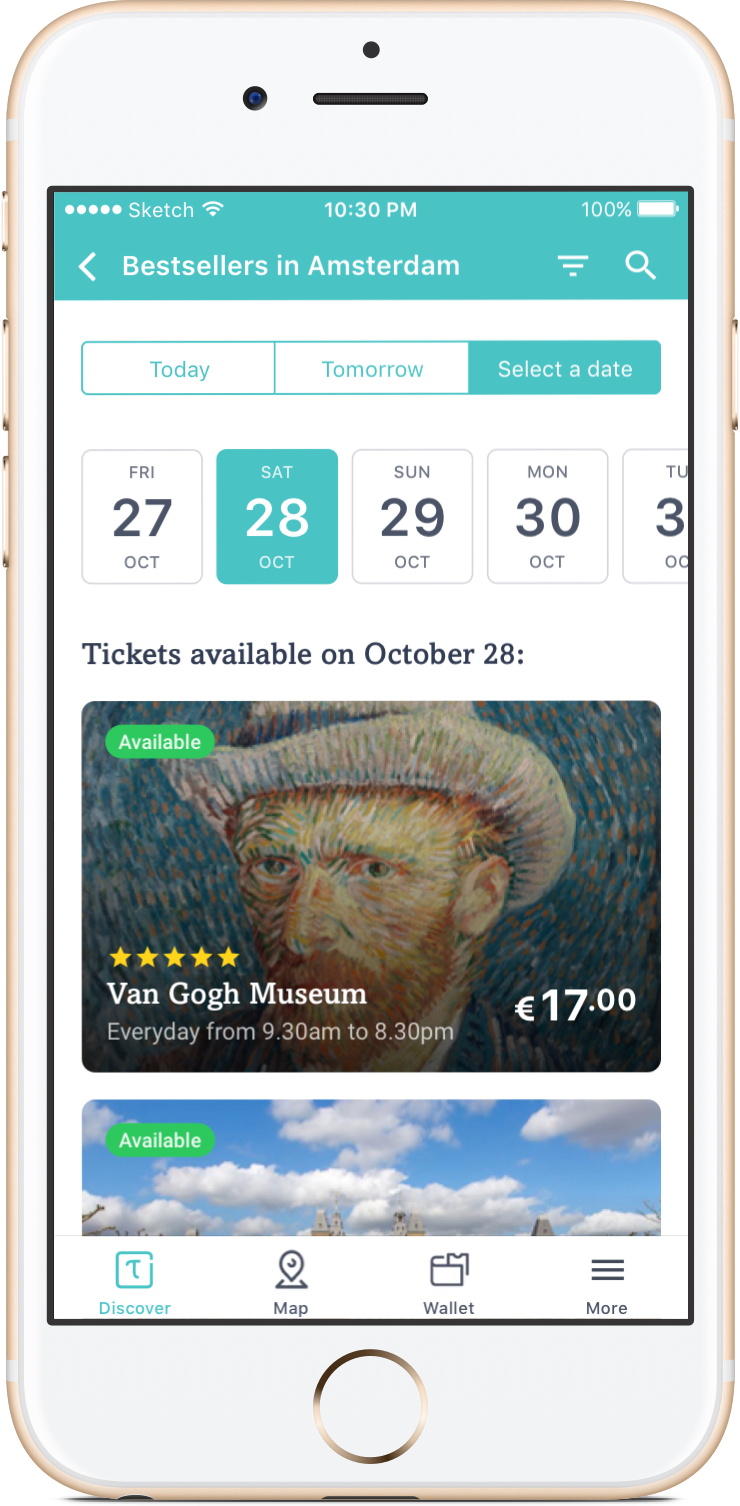 Sketch 10:30 PM 100%
Bestsellers in Amsterdam
Today Tomorrow Select a date
FRI SAT SUN MON TU
27 28 29 30 3
OCT OCT OCT OCT OC
Tickets available on October 28:
Available
Van Gogh Museum
€17.00
Everyday from 9.30am to 8.30pm
Available
Discover Map Wallet More